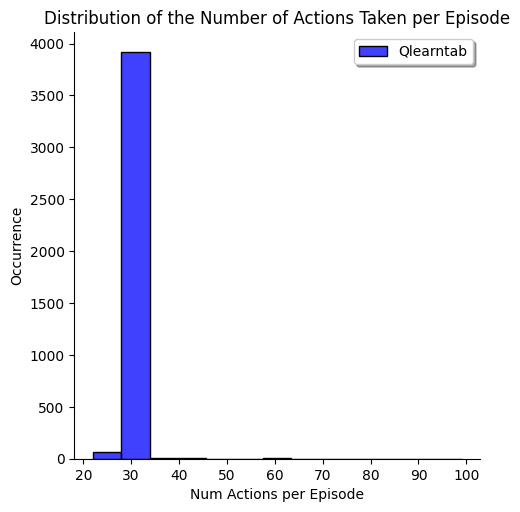 Distribution of the Number of Actions Taken per Episode
Qlearntab
4000
3500
3000
2500
2000
1500
1000
500
0
Occurrence
20 30 40 50 60 70 80 90 100
Num Actions per Episode